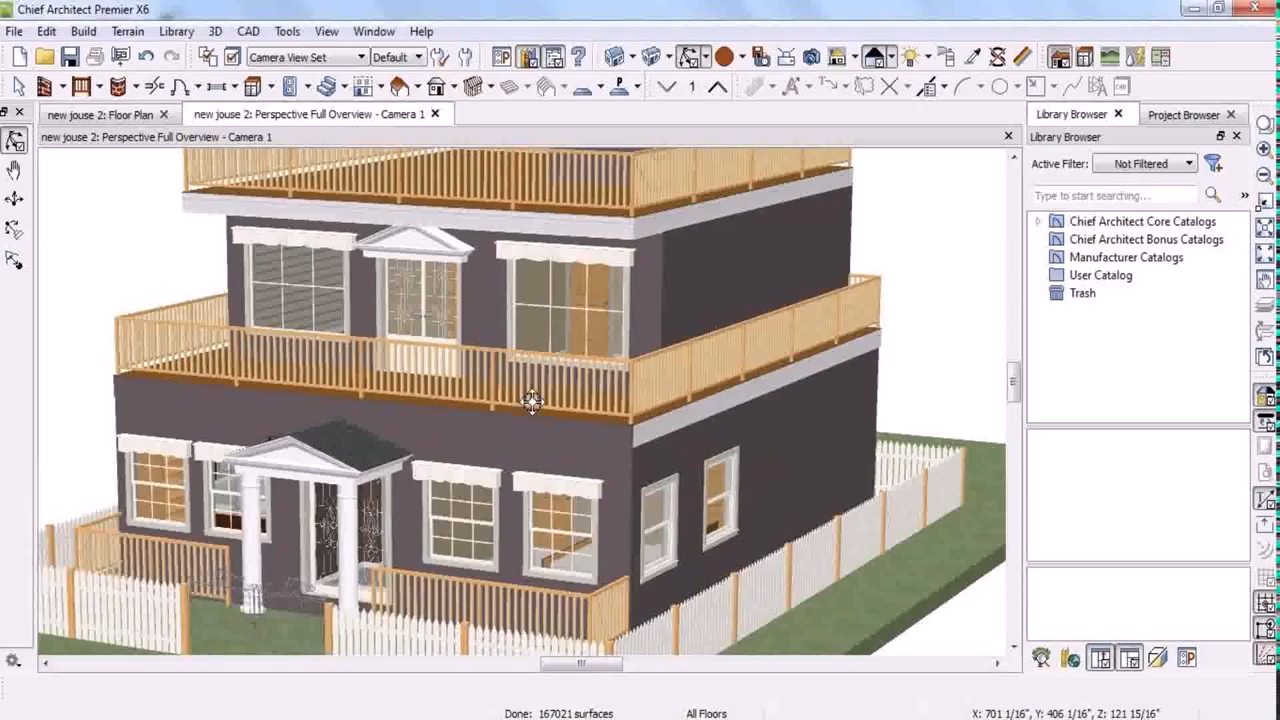 Chief Architect Premier X6
File Edit Build Terrain Library 3D CAD Tools View Window Help
Camera View Set Default
1
new jouse 2: Floor Plan new jouse 2: Perspective Full Overview - Camera 1 Library Browser Project Browser
new jouse 2: Perspective Full Overview - Camera 1 Library Browser
Active Filter: Not Filtered
Type to start searching... »
Chief Architect Core Catalogs
Chief Architect Bonus Catalogs
Manufacturer Catalogs
User Catalog
Trash
Done: 167021 surfaces All Floors X: 701 1/16", Y: 406 1/16", Z: 121 15/16"